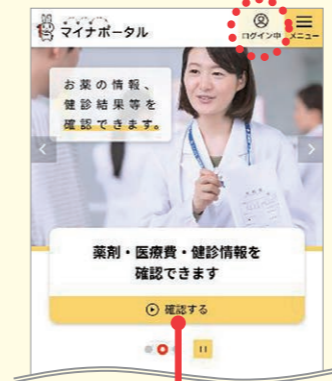 マイナポータル
ログイン中
メニュー
お薬の情報、
健診結果等を
確認できます。
薬剤・医療費・健診情報を
確認できます
確認する